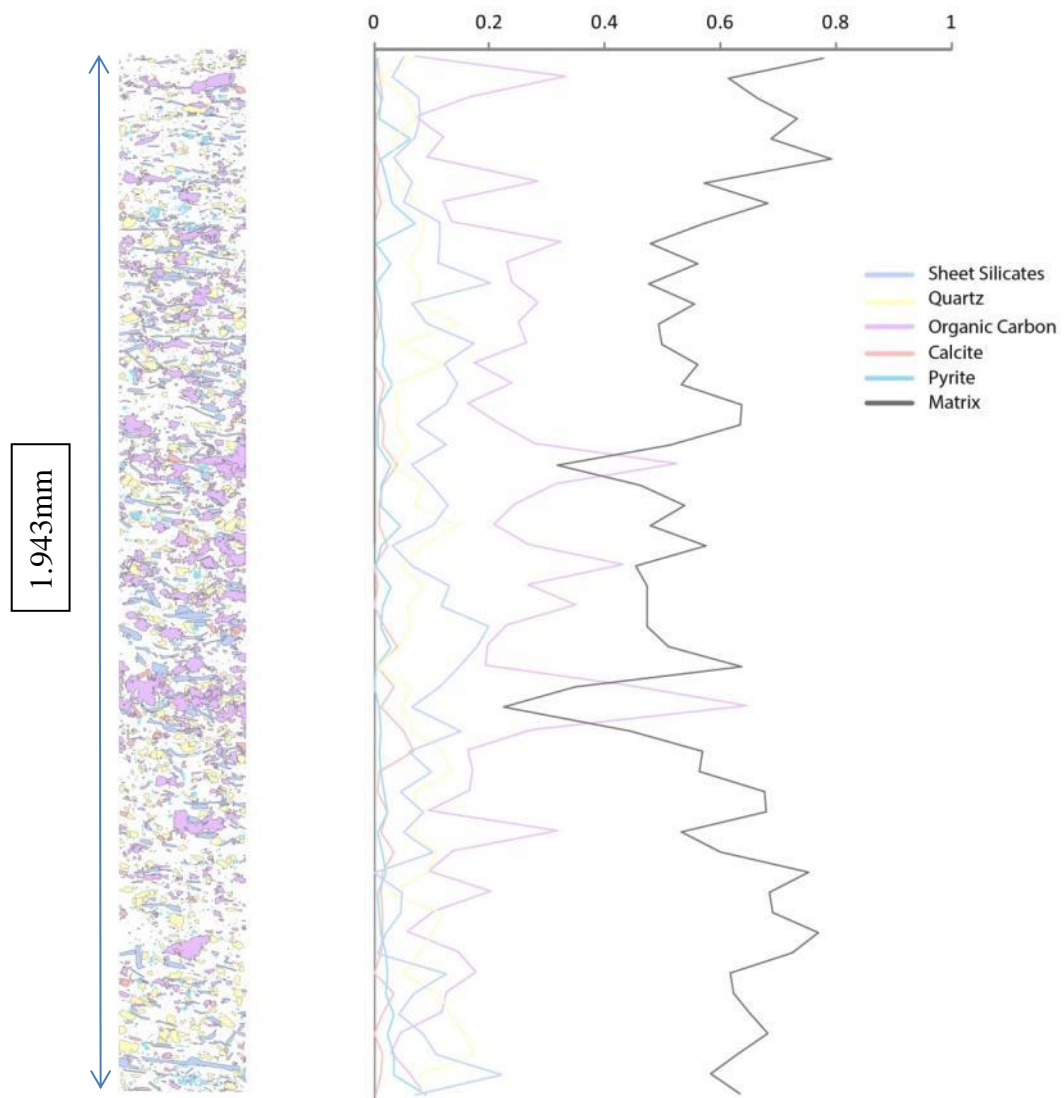 0 0.2 0.4 0.6 0.8 1
Sheet Silicates
Quartz
Organic Carbon
Calcite
Pyrite
Matrix
1.943mm